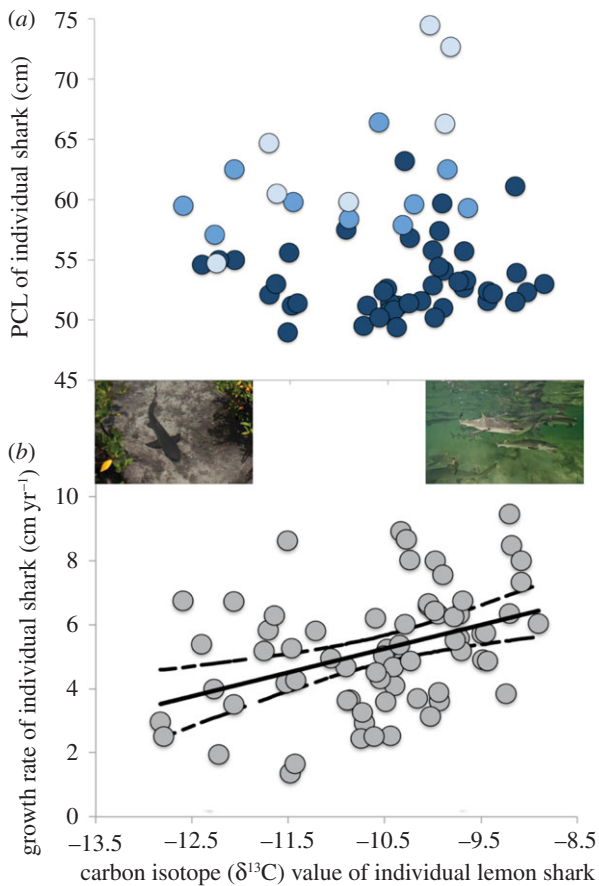 (a)
PCL of individual shark (cm)
75
70
65
60
55
50
45
(b)
growth rate of individual shark (cm yr⁻¹)
10
8
6
4
2
0
−13.5 −12.5 −11.5 −10.5 −9.5 −8.5
carbon isotope (δ¹³C) value of individual lemon shark